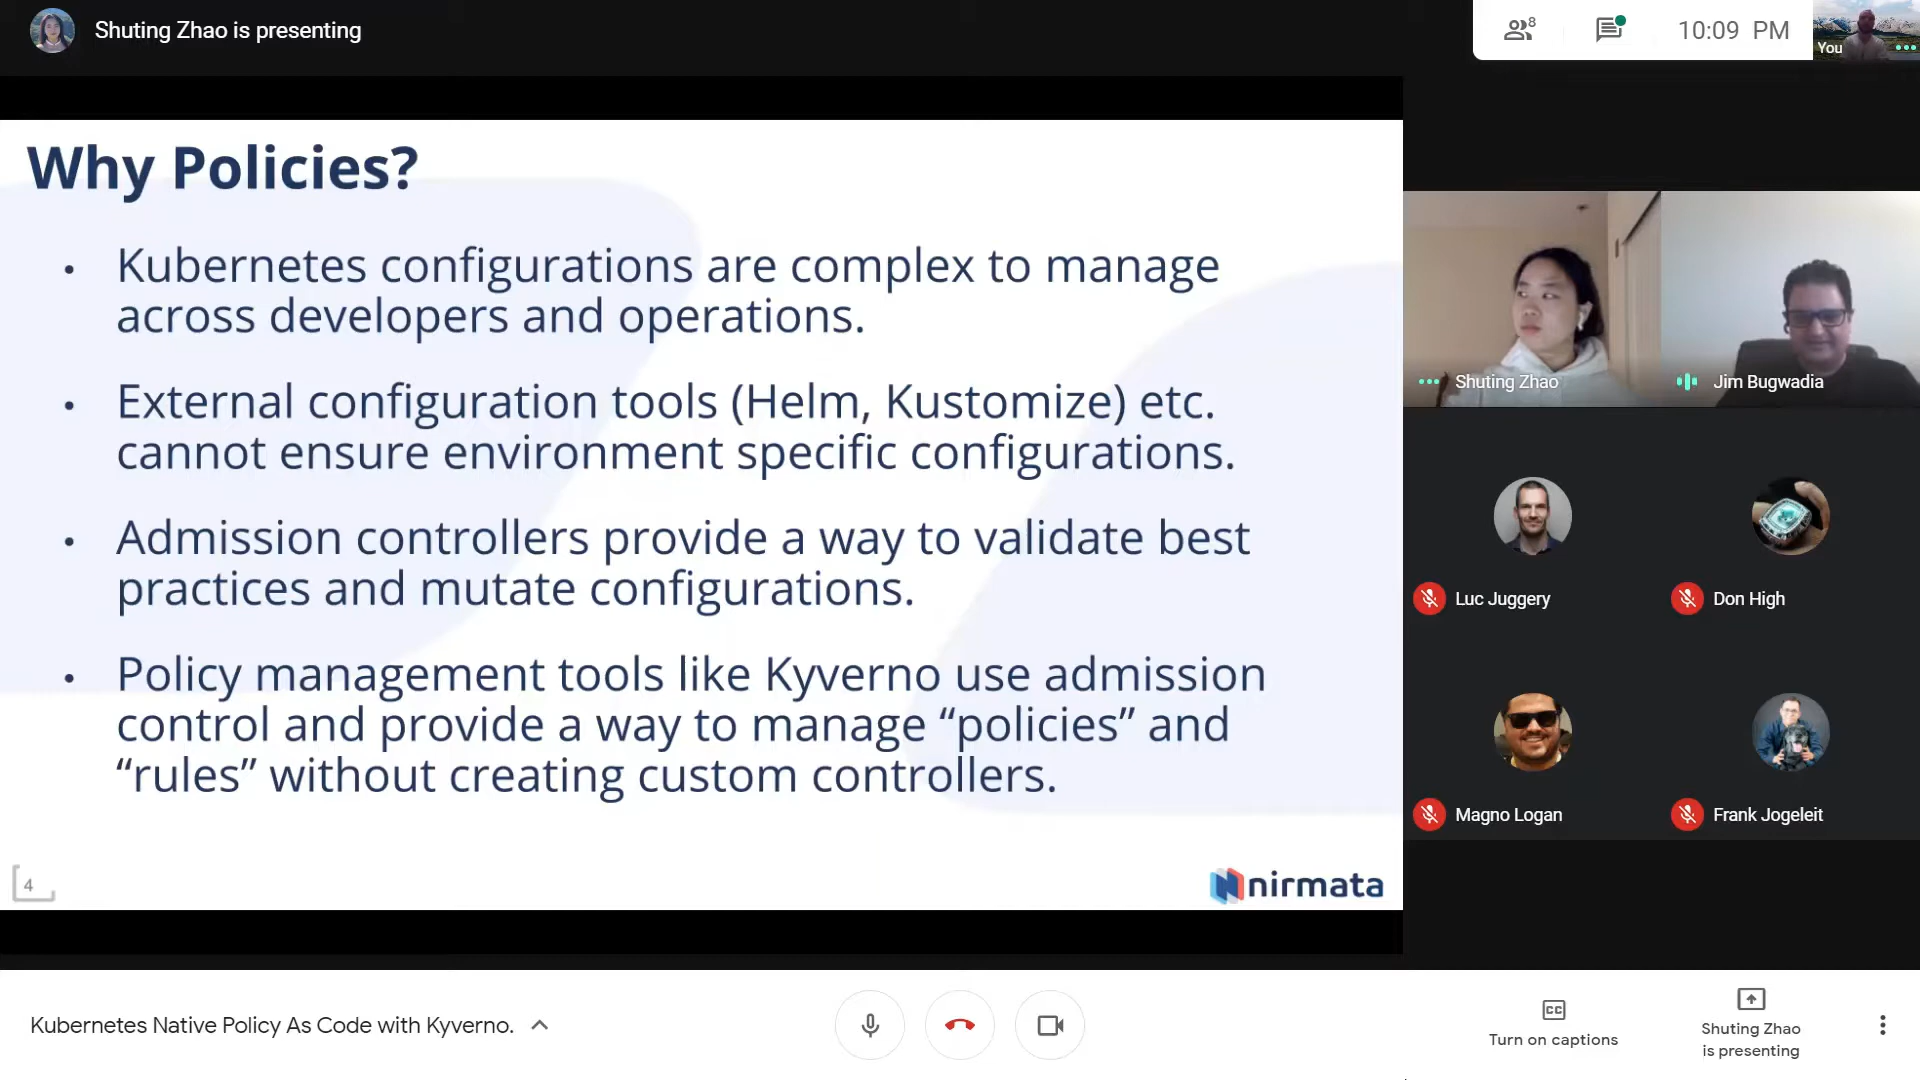 Shuting Zhao is presenting
8
10:09 PM
You
Why Policies?
• Kubernetes configurations are complex to manage
across developers and operations.
• External configuration tools (Helm, Kustomize) etc.
cannot ensure environment specific configurations.
• Admission controllers provide a way to validate best
practices and mutate configurations.
• Policy management tools like Kyverno use admission
control and provide a way to manage “policies” and
“rules” without creating custom controllers.
4
nirmata
Shuting Zhao
Jim Bugwadia
Luc Juggery
Don High
Magno Logan
Frank Jogeleit
Kubernetes Native Policy As Code with Kyverno.
CC
Turn on captions
Shuting Zhao
is presenting